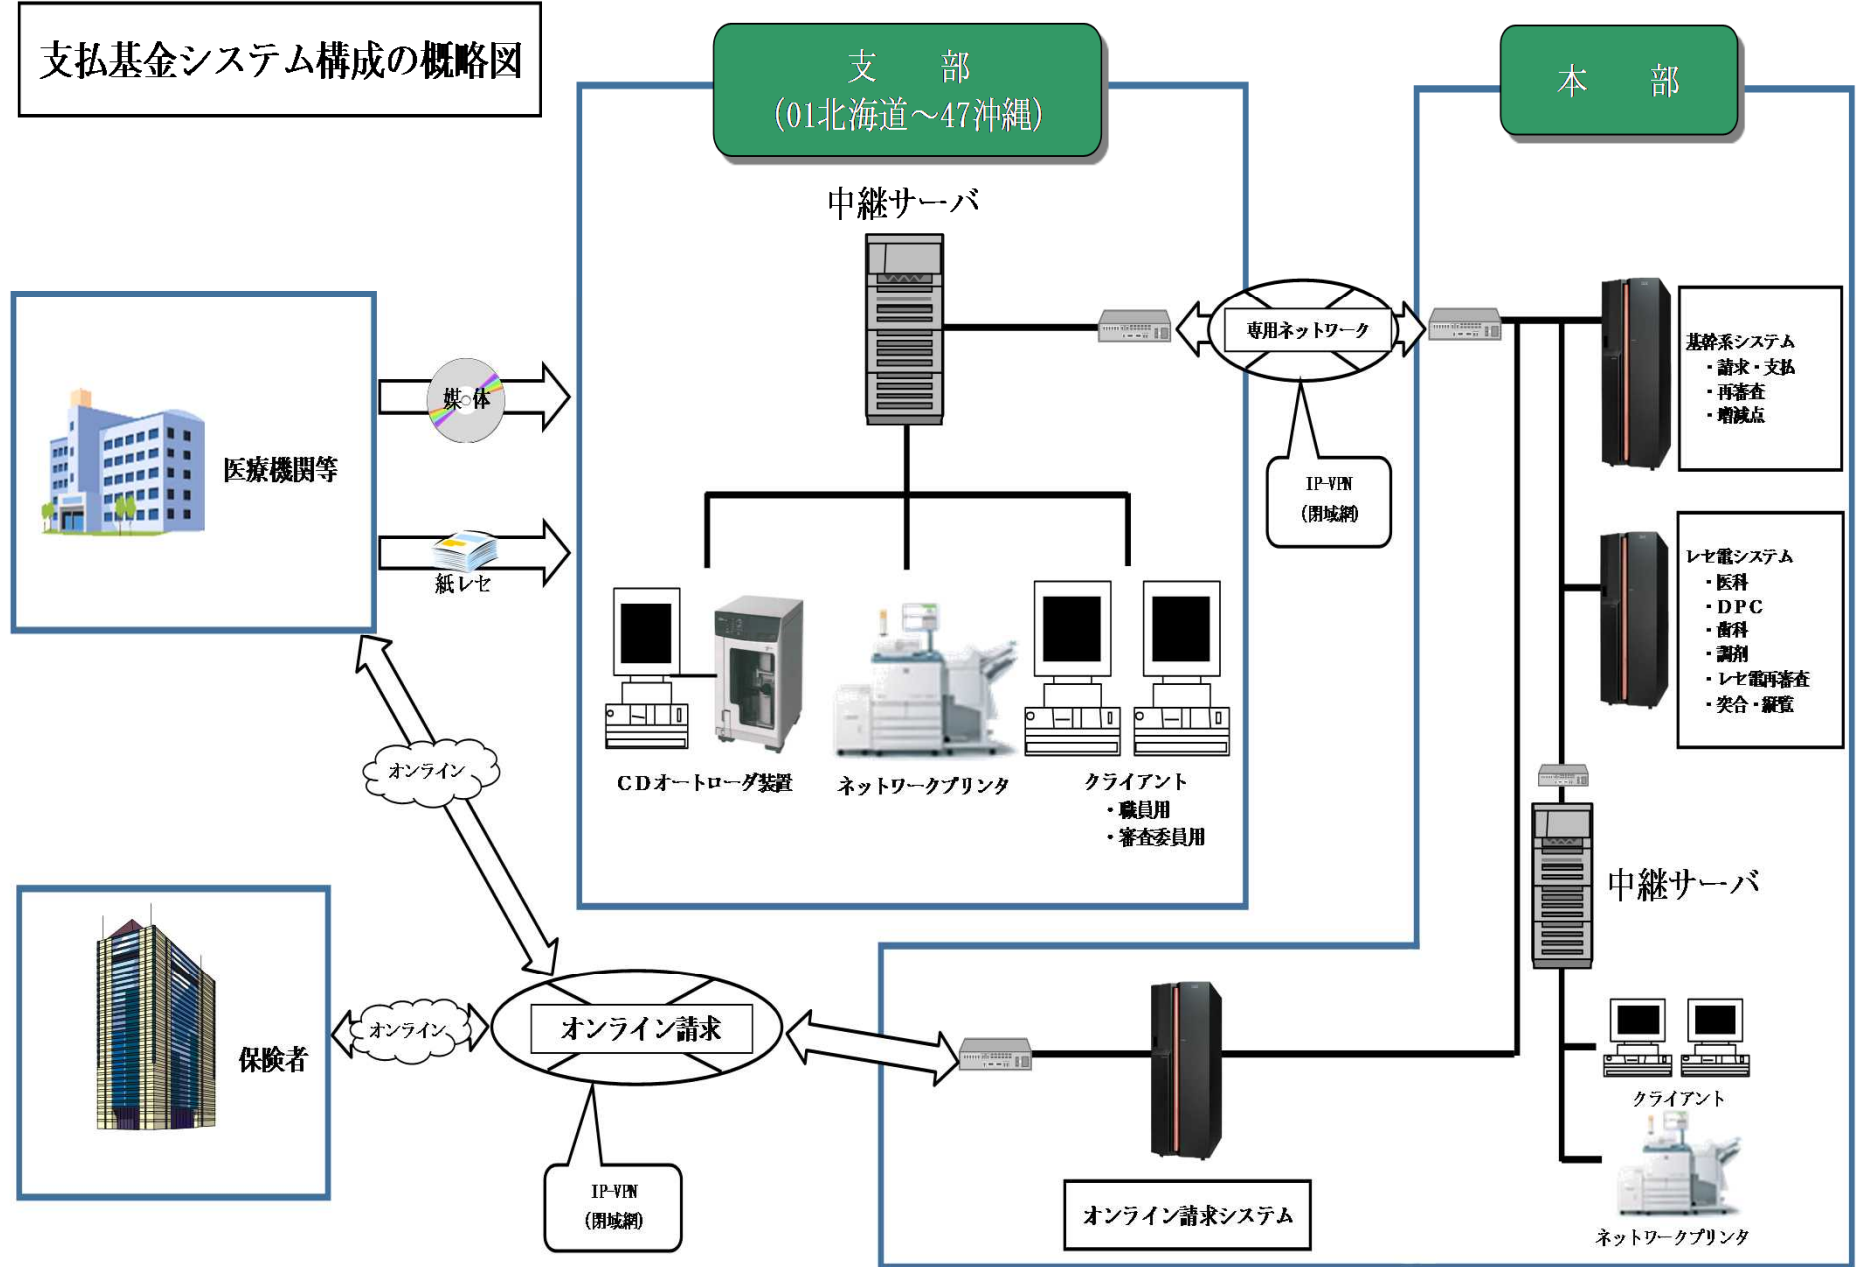 支払基金システム構成の概略図
支　部
(01北海道～47沖縄)
本　部
中継サーバ
医療機関等
媒体
紙レセ
専用ネットワーク
IP-VPN
(閉域網)
基幹系システム
・請求・支払
・再審査
・増減点
レセ電システム
・医科
・DPC
・歯科
・調剤
・レセ電再審査
・突合・縦覧
CDオートローダ装置
ネットワークプリンタ
クライアント
・職員用
・審査委員用
オンライン
中継サーバ
保険者
オンライン
オンライン請求
IP-VPN
(閉域網)
オンライン請求システム
クライアント
ネットワークプリンタ